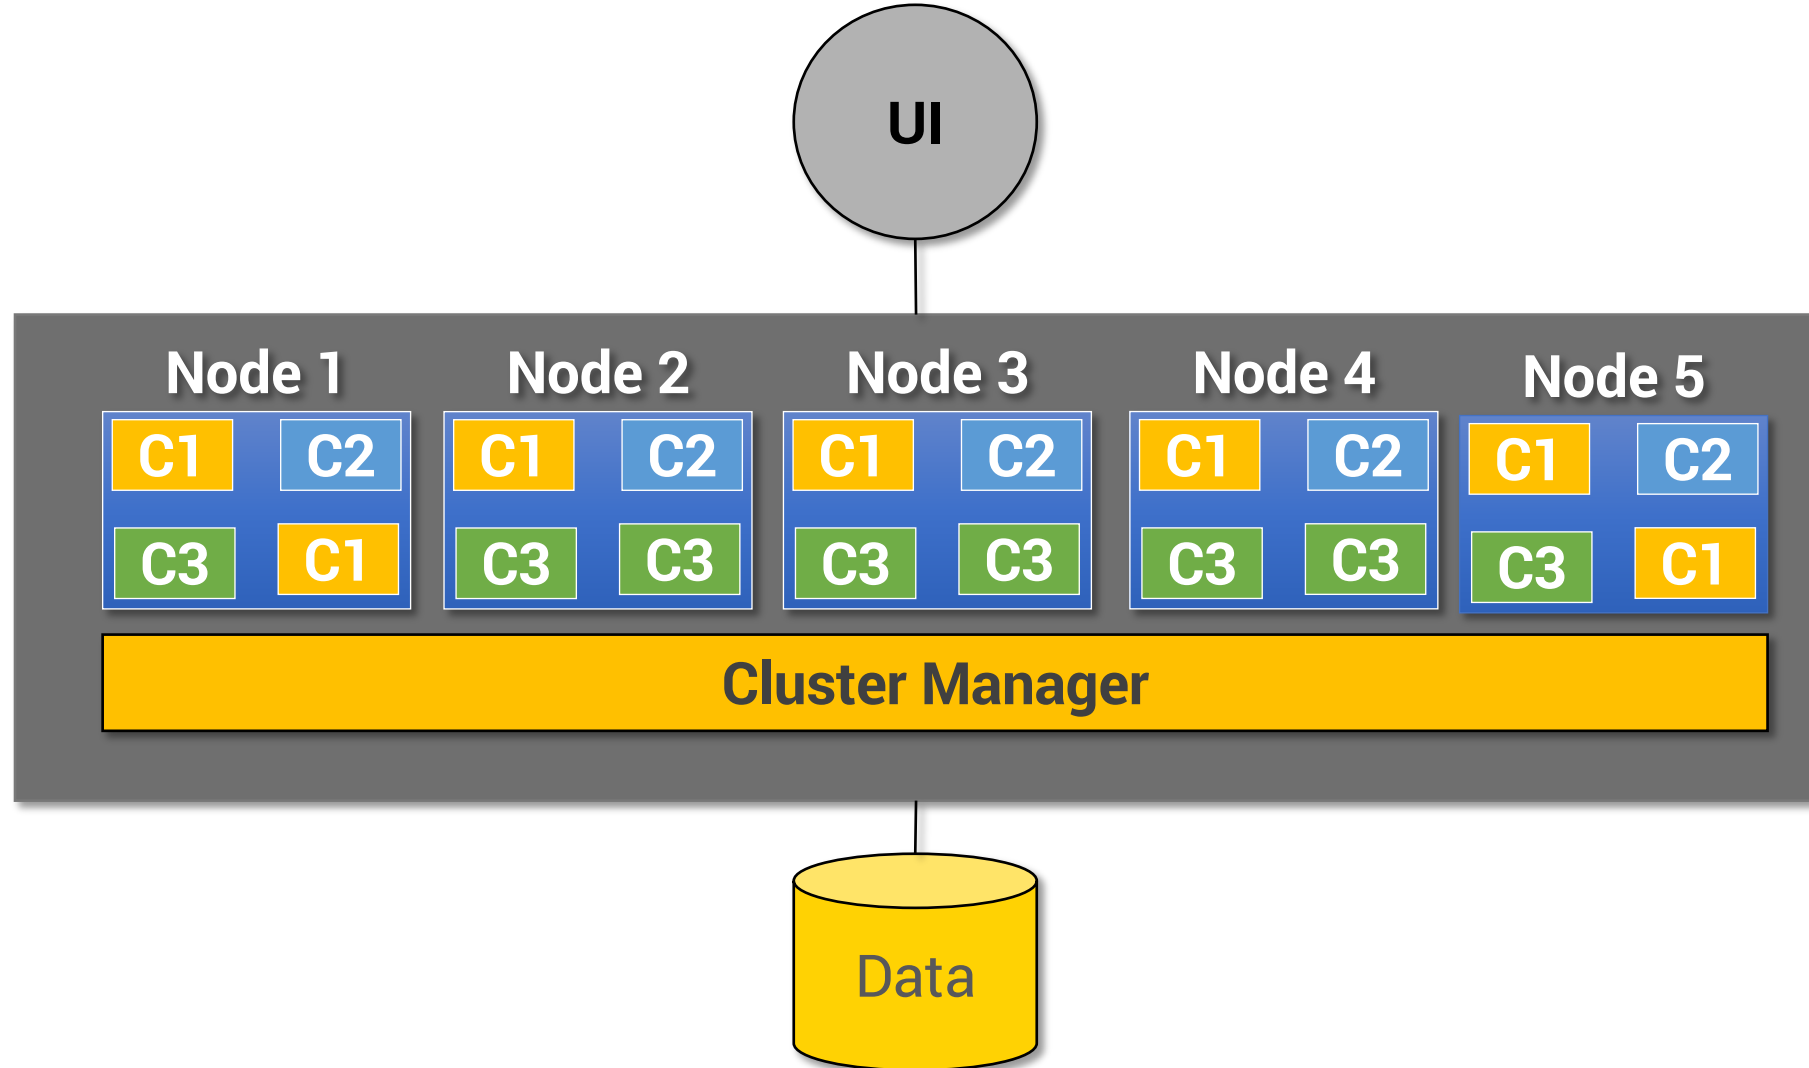 UI
Node 1 Node 2 Node 3 Node 4 Node 5
C1 C2 C1 C2 C1 C2 C1 C2 C1 C2
C3 C1 C3 C3 C3 C3 C3 C3 C3 C1
Cluster Manager
Data